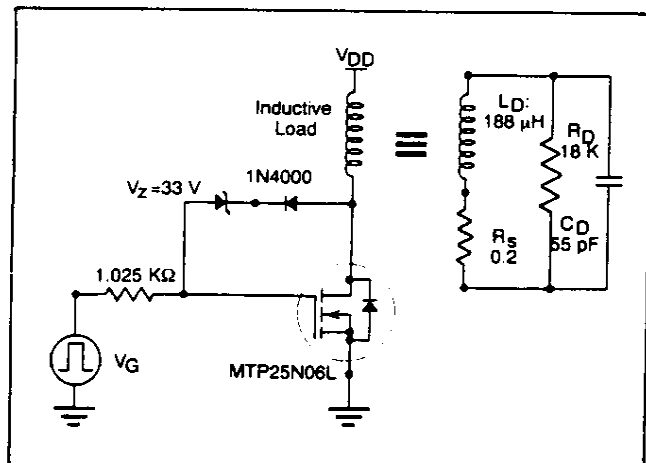 VDD
Inductive
Load
LD:
188 µH
RD
18 K
VZ =33 V
1N4000
CD
55 pF
RS
0.2
1.025 KΩ
VG
MTP25N06L